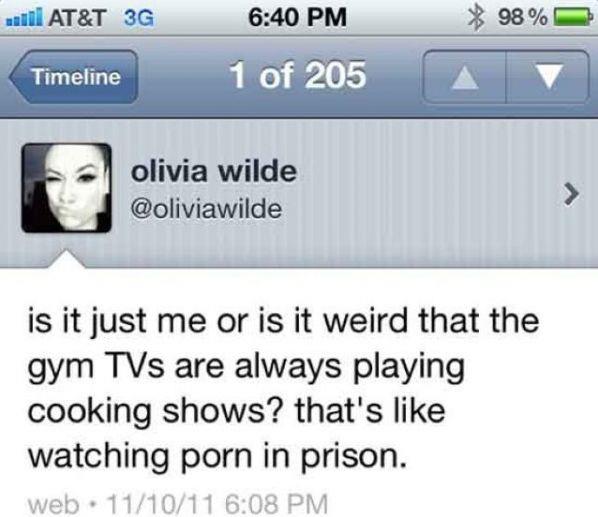 AT&T 3G 6:40 PM 98 %
Timeline 1 of 205
olivia wilde
@oliviawilde
is it just me or is it weird that the
gym TVs are always playing
cooking shows? that's like
watching porn in prison.
web • 11/10/11 6:08 PM